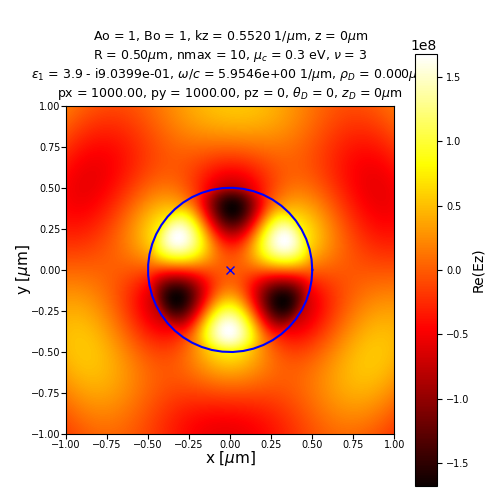 Ao = 1, Bo = 1, kz = 0.5520 1/μm, z = 0μm
R = 0.50μm, nmax = 10, μ_c = 0.3 eV, ν = 3
ε₁ = 3.9 - i9.0399e-01, ω/c = 5.9546e+00 1/μm, ρ_D = 0.000μ
px = 1000.00, py = 1000.00, pz = 0, θ_D = 0, z_D = 0μm
1e8
1.00
0.75
0.50
0.25
0.00
−0.25
−0.50
−0.75
−1.00
y [μm]
−1.00 −0.75 −0.50 −0.25 0.00 0.25 0.50 0.75 1.00
x [μm]
1.5
1.0
0.5
0.0
−0.5
−1.0
−1.5
Re(Ez)